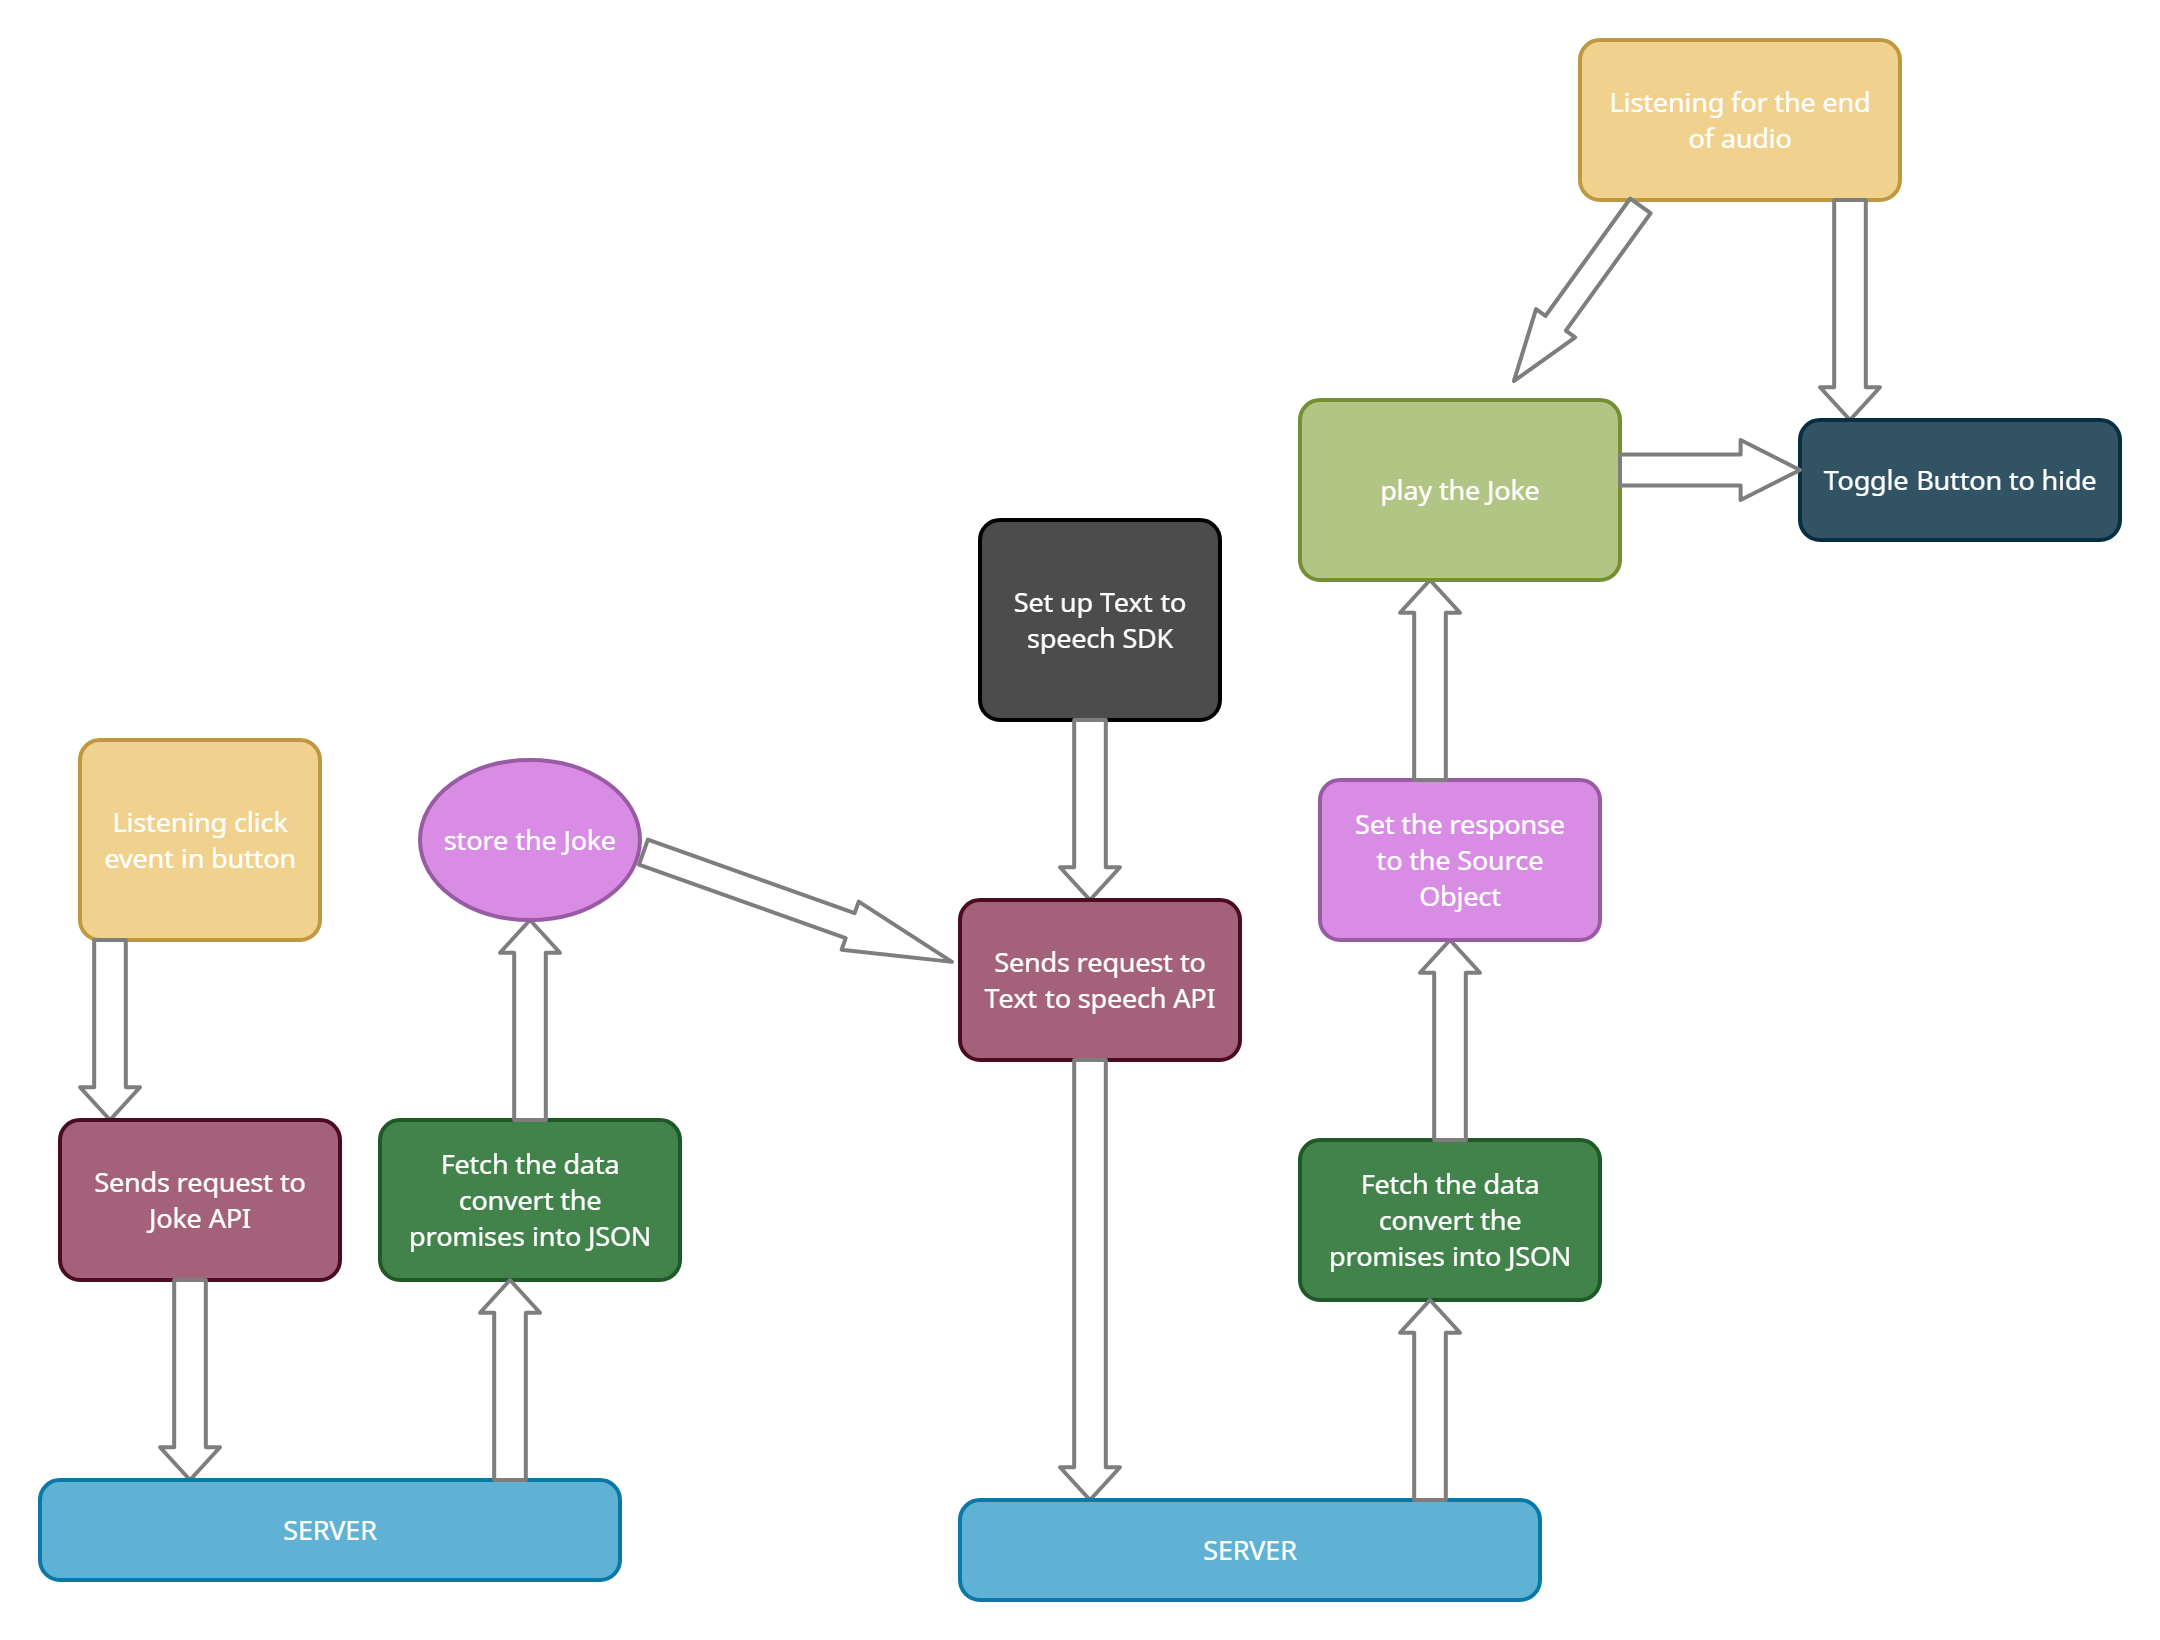 Listening for the end
of audio
play the Joke
Toggle Button to hide
Set up Text to
speech SDK
Listening click
event in button
store the Joke
Set the response
to the Source
Object
Sends request to
Text to speech API
Sends request to
Joke API
Fetch the data
convert the
promises into JSON
Fetch the data
convert the
promises into JSON
SERVER
SERVER